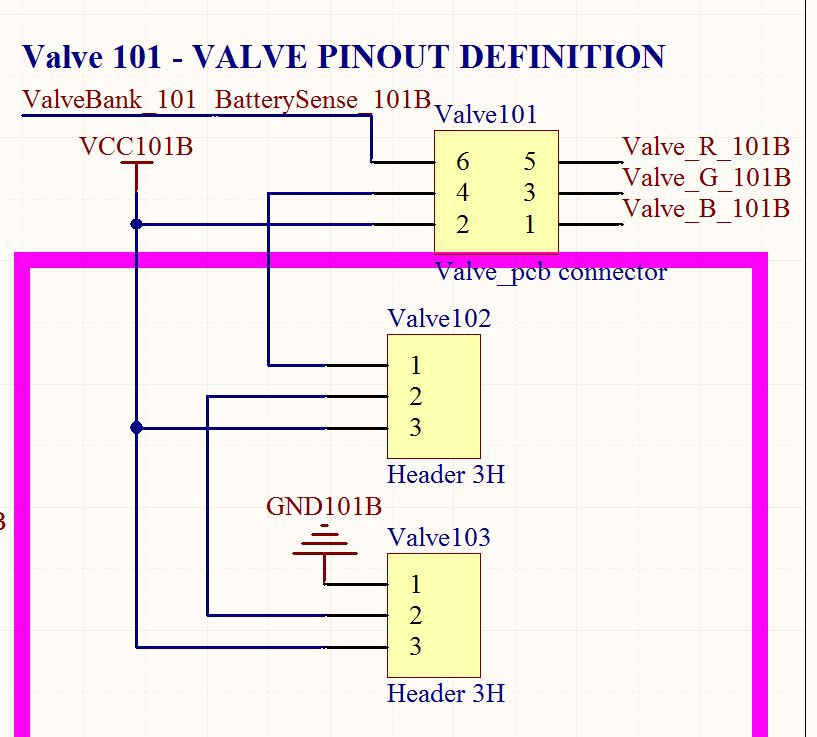 Valve 101 - VALVE PINOUT DEFINITION
ValveBank_101_BatterySense_101B
Valve101
VCC101B
6 5 Valve_R_101B
4 3 Valve_G_101B
2 1 Valve_B_101B
Valve_pcb connector
Valve102
1
2
3
Header 3H
GND101B
B
Valve103
1
2
3
Header 3H